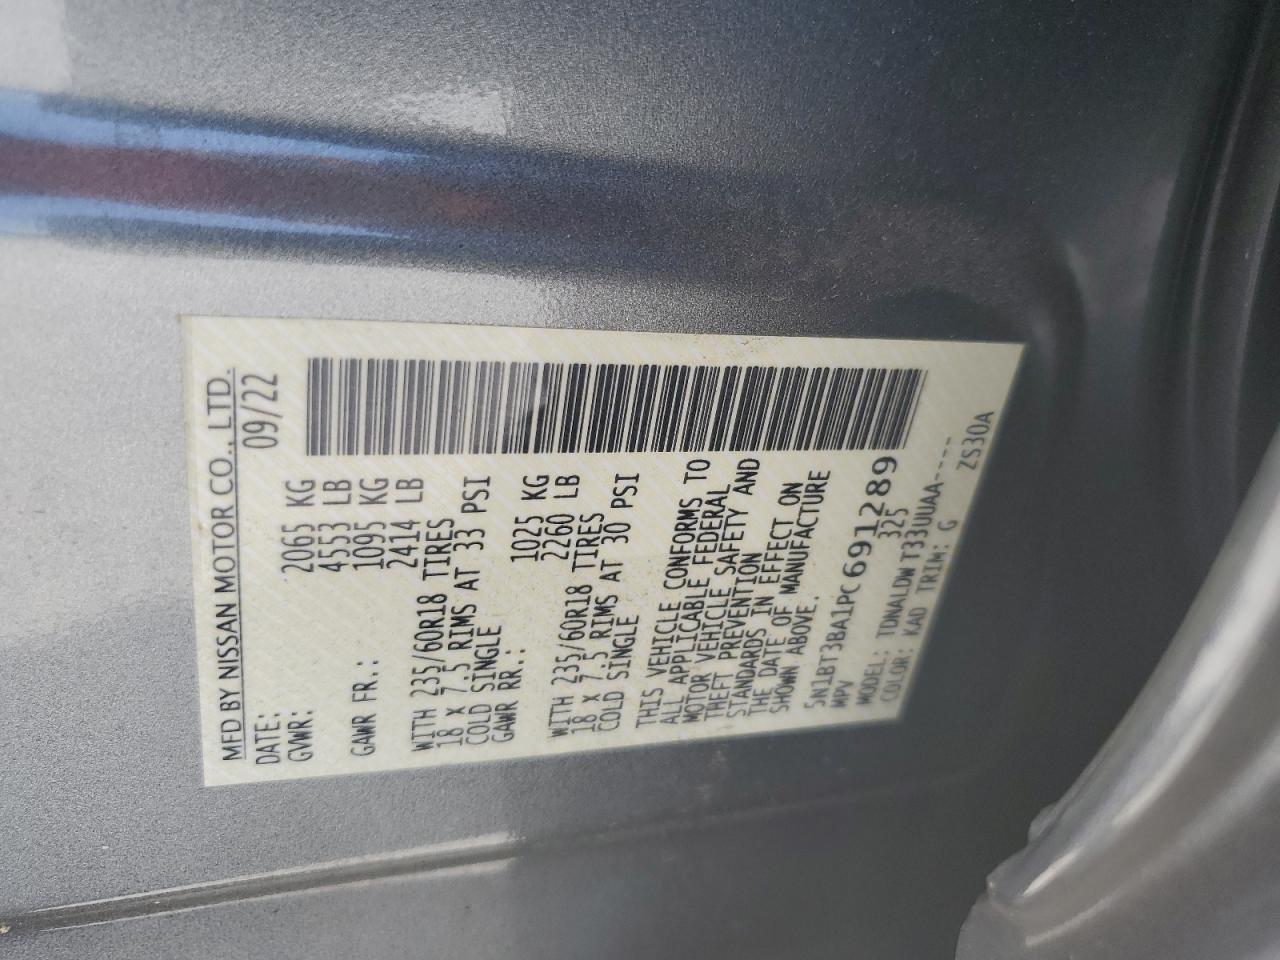 MFD BY NISSAN MOTOR CO., LTD.
DATE: 09/22
GVWR: 2065 KG
4553 LB
GAWR FR.: 1095 KG
2414 LB
WITH 235/60R18 TIRES
18 X 7.5 RIMS AT 33 PSI
COLD SINGLE
GAWR RR.: 1025 KG
2260 LB
WITH 235/60R18 TIRES
18 X 7.5 RIMS AT 30 PSI
COLD SINGLE
THIS VEHICLE CONFORMS TO
ALL APPLICABLE FEDERAL
MOTOR VEHICLE SAFETY AND
THEFT PREVENTION
STANDARDS IN EFFECT ON
THE DATE OF MANUFACTURE
SHOWN ABOVE.
5N1BT3BA1PC691289
MPV 325
MODEL: TDNALDWT33UUAA----
COLOR: KAD TRIM: G ZS30A